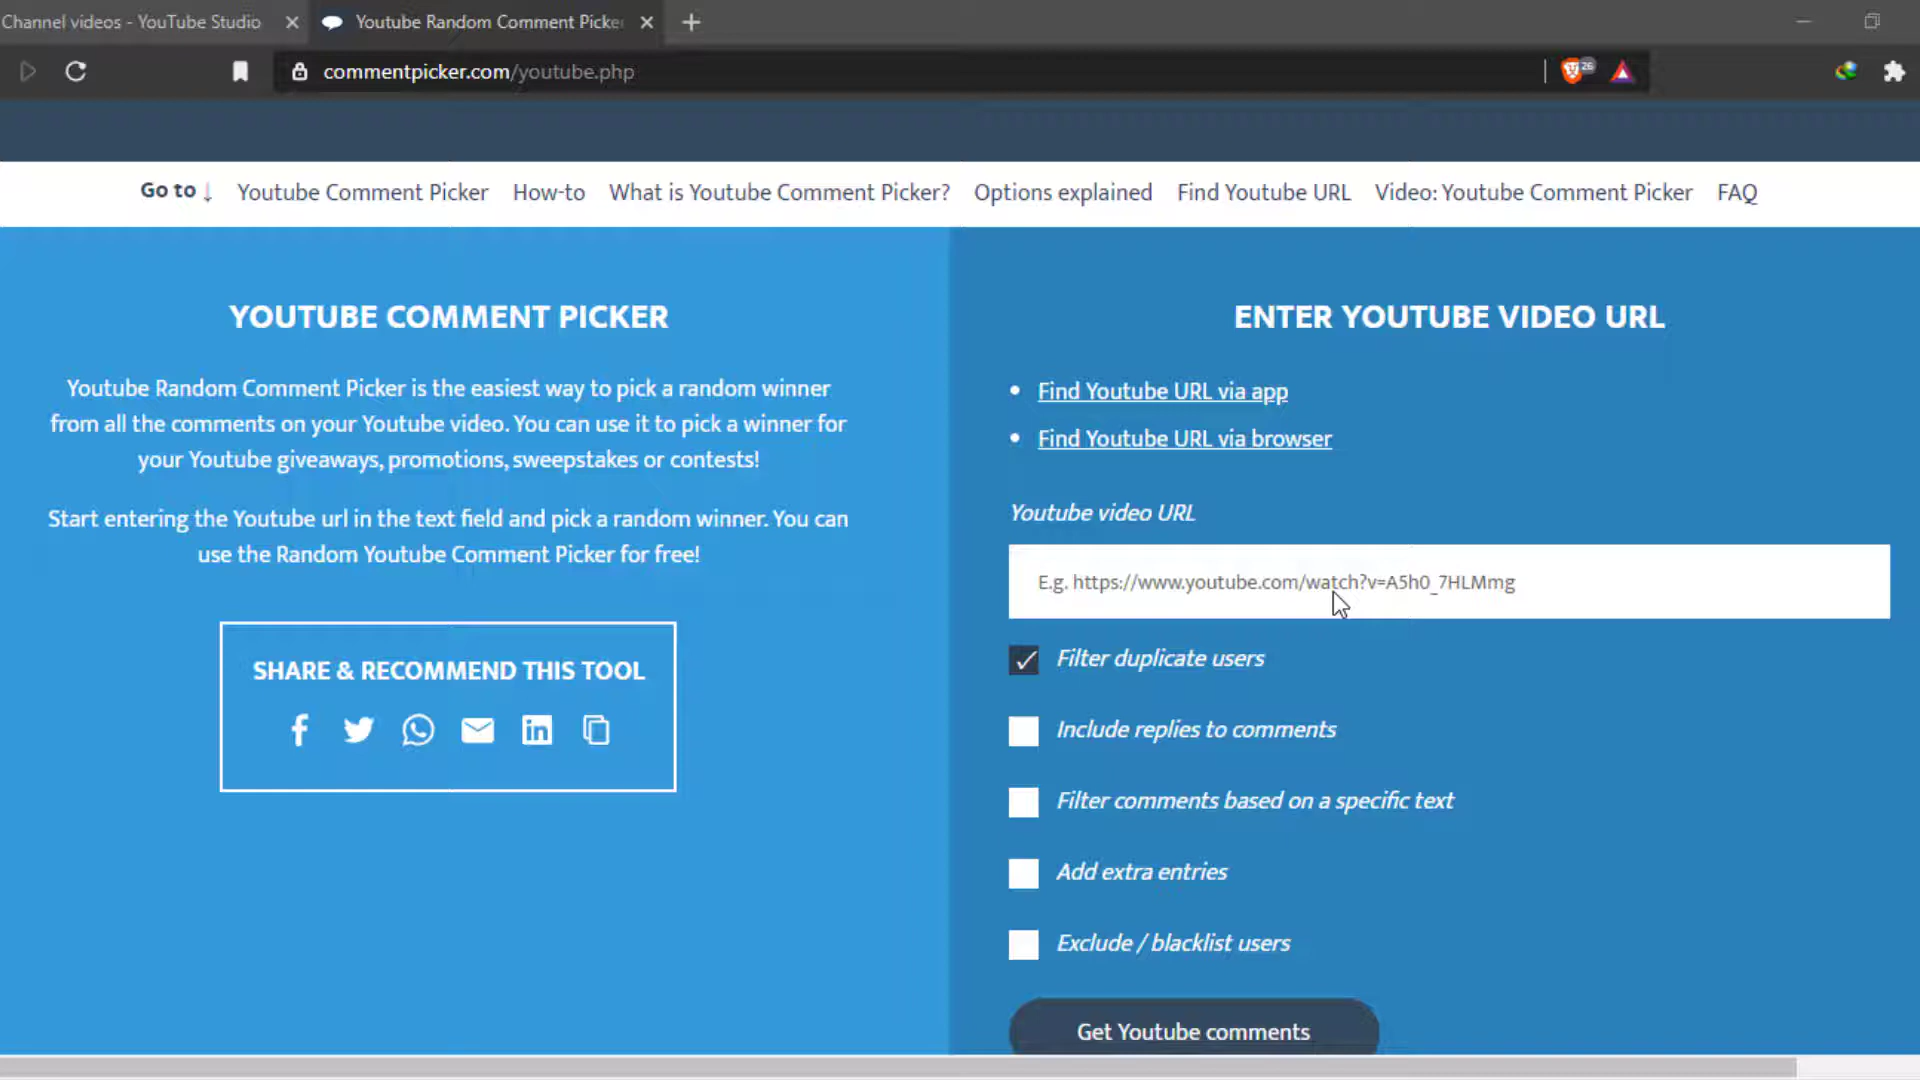 Channel videos - YouTube Studio
Youtube Random Comment Picke
commentpicker.com/youtube.php
26
Go to ↓ Youtube Comment Picker How-to What is Youtube Comment Picker? Options explained Find Youtube URL Video: Youtube Comment Picker FAQ
YOUTUBE COMMENT PICKER
Youtube Random Comment Picker is the easiest way to pick a random winner
from all the comments on your Youtube video. You can use it to pick a winner for
your Youtube giveaways, promotions, sweepstakes or contests!
Start entering the Youtube url in the text field and pick a random winner. You can
use the Random Youtube Comment Picker for free!
SHARE & RECOMMEND THIS TOOL
ENTER YOUTUBE VIDEO URL
• Find Youtube URL via app
• Find Youtube URL via browser
Youtube video URL
E.g. https://www.youtube.com/watch?v=A5h0_7HLMmg
Filter duplicate users
Include replies to comments
Filter comments based on a specific text
Add extra entries
Exclude / blacklist users
Get Youtube comments